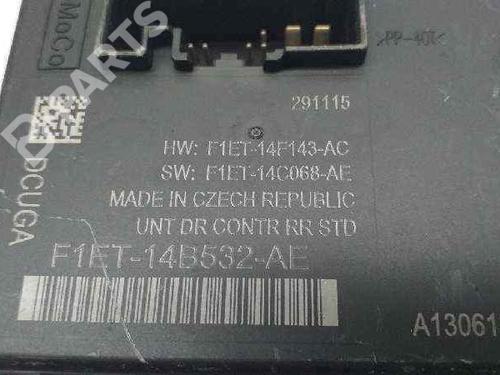 MoCo
>PP-40T<
B-PARTS
291115
HW: F1ET-14F143-AC
SW: F1ET-14C068-AE
MADE IN CZECH REPUBLIC
UNT DR CONTR RR STD
DCUGA
F1ET-14B532-AE
A13061